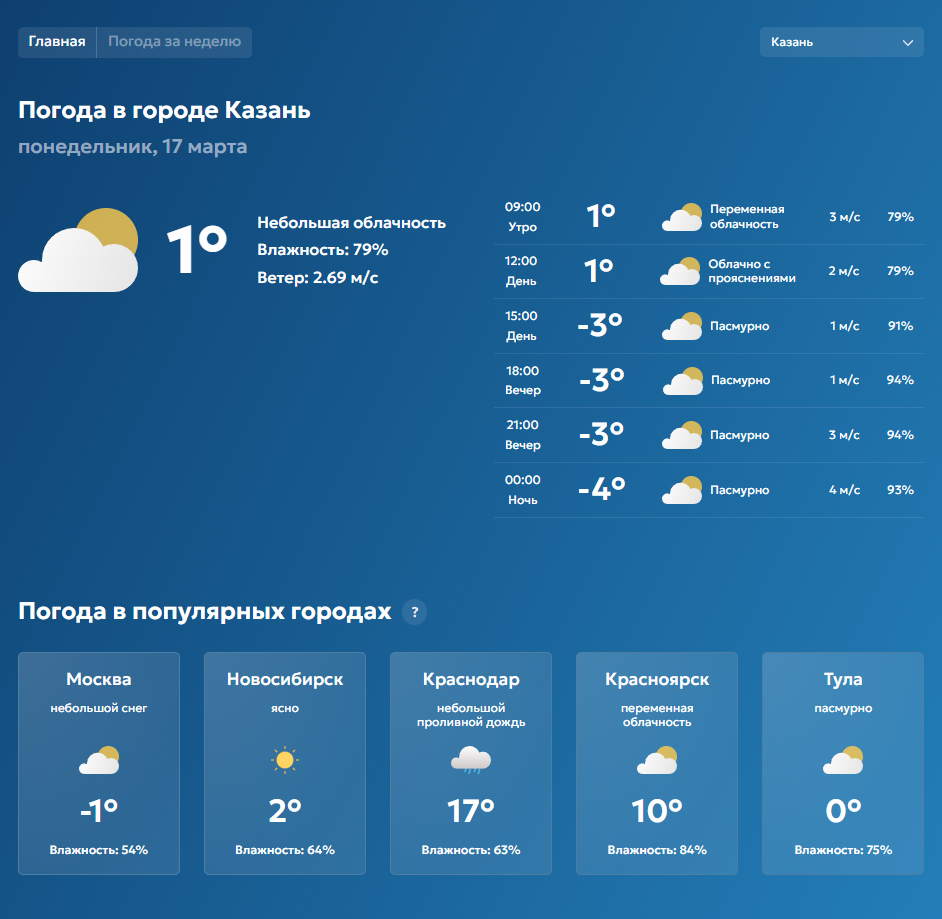 Главная
Погода за неделю
Казань
Погода в городе Казань
понедельник, 17 марта
1°
Небольшая облачность
Влажность: 79%
Ветер: 2.69 м/с
09:00
Утро
1°
Переменная
облачность
3 м/с
79%
12:00
День
1°
Облачно с
прояснениями
2 м/с
79%
15:00
День
-3°
Пасмурно
1 м/с
91%
18:00
Вечер
-3°
Пасмурно
1 м/с
94%
21:00
Вечер
-3°
Пасмурно
3 м/с
94%
00:00
Ночь
-4°
Пасмурно
4 м/с
93%
Погода в популярных городах
?
Москва
небольшой снег
-1°
Влажность: 54%
Новосибирск
ясно
2°
Влажность: 64%
Краснодар
небольшой
проливной дождь
17°
Влажность: 63%
Красноярск
переменная
облачность
10°
Влажность: 84%
Тула
пасмурно
0°
Влажность: 75%